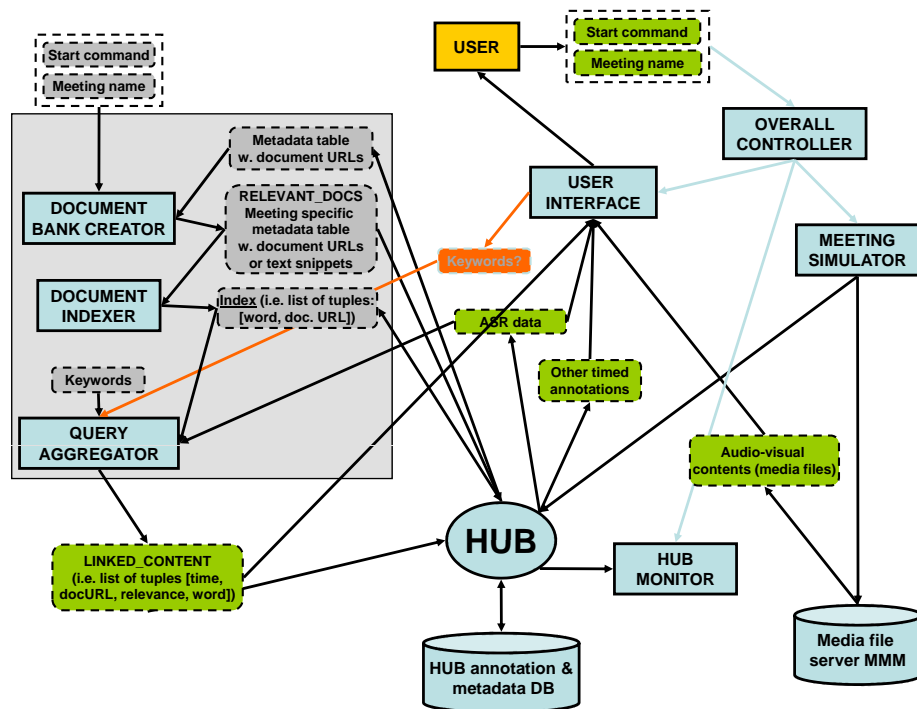 Start command
Meeting name
USER
Start command
Meeting name
OVERALL
CONTROLLER
Metadata table
w. document URLs
DOCUMENT
BANK CREATOR
RELEVANT_DOCS
Meeting specific
metadata table
w. document URLs
or text snippets
USER
INTERFACE
MEETING
SIMULATOR
Keywords?
DOCUMENT
INDEXER
Index (i.e. list of tuples:
[word, doc. URL])
ASR data
Other timed
annotations
Keywords
QUERY
AGGREGATOR
Audio-visual
contents (media files)
HUB
LINKED_CONTENT
(i.e. list of tuples [time,
docURL, relevance, word])
HUB
MONITOR
HUB annotation &
metadata DB
Media file
server MMM